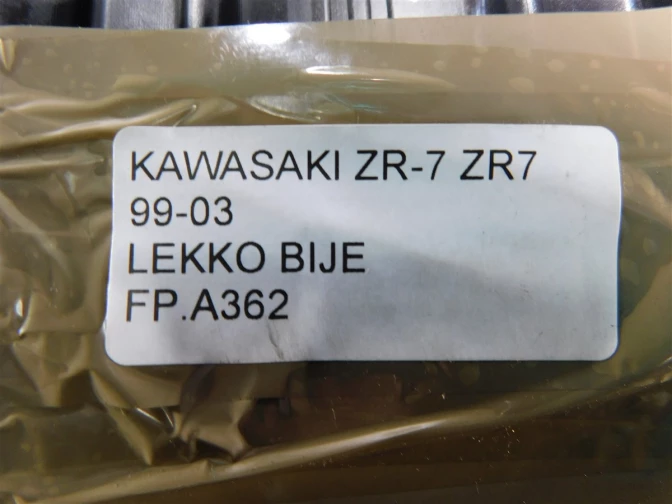 KAWASAKI ZR-7 ZR7
99-03
LEKKO BIJE
FP.A362